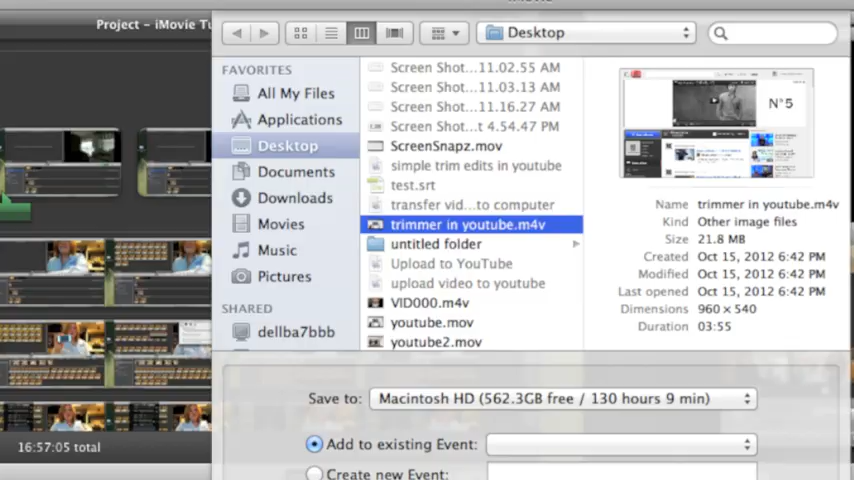 iMovie
Project - iMovie Tu
Desktop
FAVORITES
All My Files
Applications
Desktop
Documents
Downloads
Movies
Music
Pictures
SHARED
dellba7bbb
Screen Shot...11.02.55 AM
Screen Shot...11.03.13 AM
Screen Shot...11.16.27 AM
Screen Shot...t 4.54.47 PM
ScreenSnapz.mov
simple trim edits in youtube
test.srt
transfer vid...to computer
trimmer in youtube.m4v
untitled folder
Upload to YouTube
upload video to youtube
VID000.m4v
youtube.mov
youtube2.mov
N°5
Name trimmer in youtube.m4v
Kind Other image files
Size 21.8 MB
Created Oct 15, 2012 6:42 PM
Modified Oct 15, 2012 6:42 PM
Last opened Oct 15, 2012 6:42 PM
Dimensions 960 × 540
Duration 03:55
Save to: Macintosh HD (562.3GB free / 130 hours 9 min)
Add to existing Event:
Create new Event:
16:57:05 total